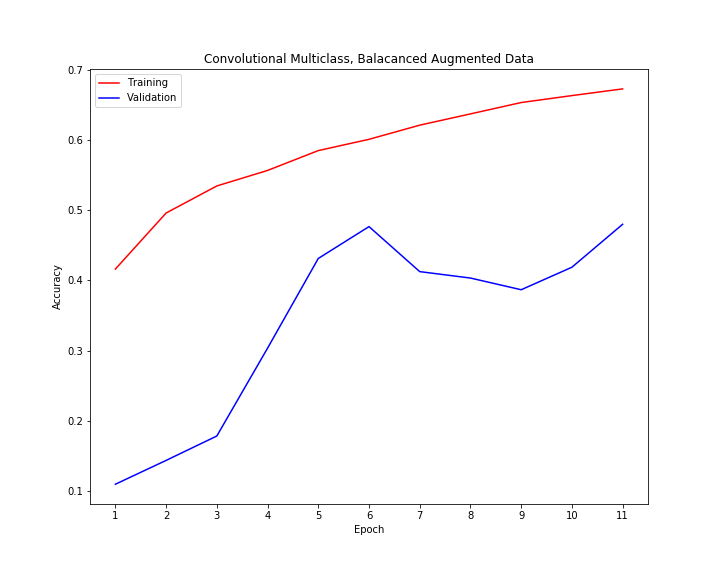 Convolutional Multiclass, Balacanced Augmented Data
Training
Validation
Accuracy
0.7
0.6
0.5
0.4
0.3
0.2
0.1
1 2 3 4 5 6 7 8 9 10 11
Epoch